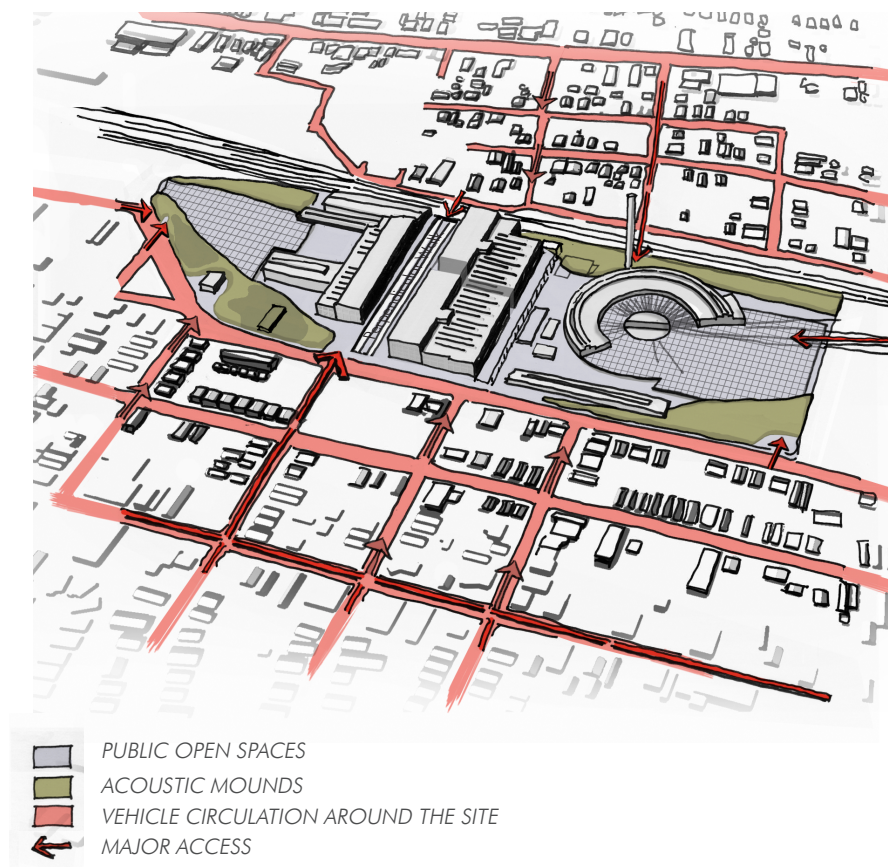 PUBLIC OPEN SPACES
ACOUSTIC MOUNDS
VEHICLE CIRCULATION AROUND THE SITE
MAJOR ACCESS